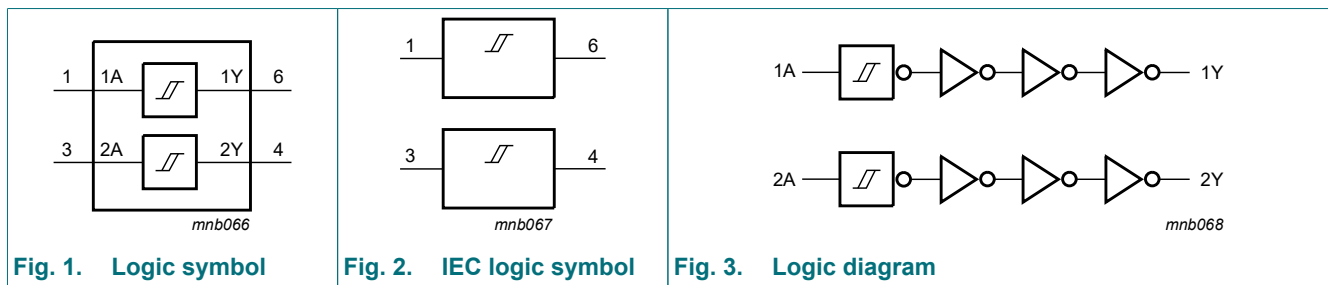 1 1A 1Y 6
3 2A 2Y 4
mnb066
Fig. 1. Logic symbol
1 6
3 4
mnb067
Fig. 2. IEC logic symbol
1A 1Y
2A 2Y
mnb068
Fig. 3. Logic diagram